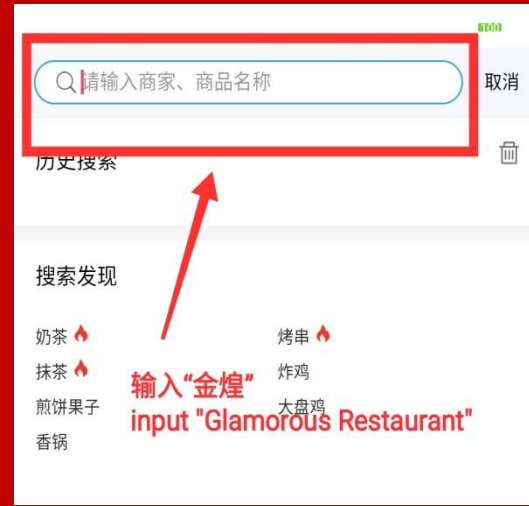 100
请输入商家、商品名称
取消
历史搜索
搜索发现
奶茶
烤串
抹茶
炸鸡
煎饼果子
大盘鸡
香锅
输入“金煌”
input "Glamorous Restaurant"